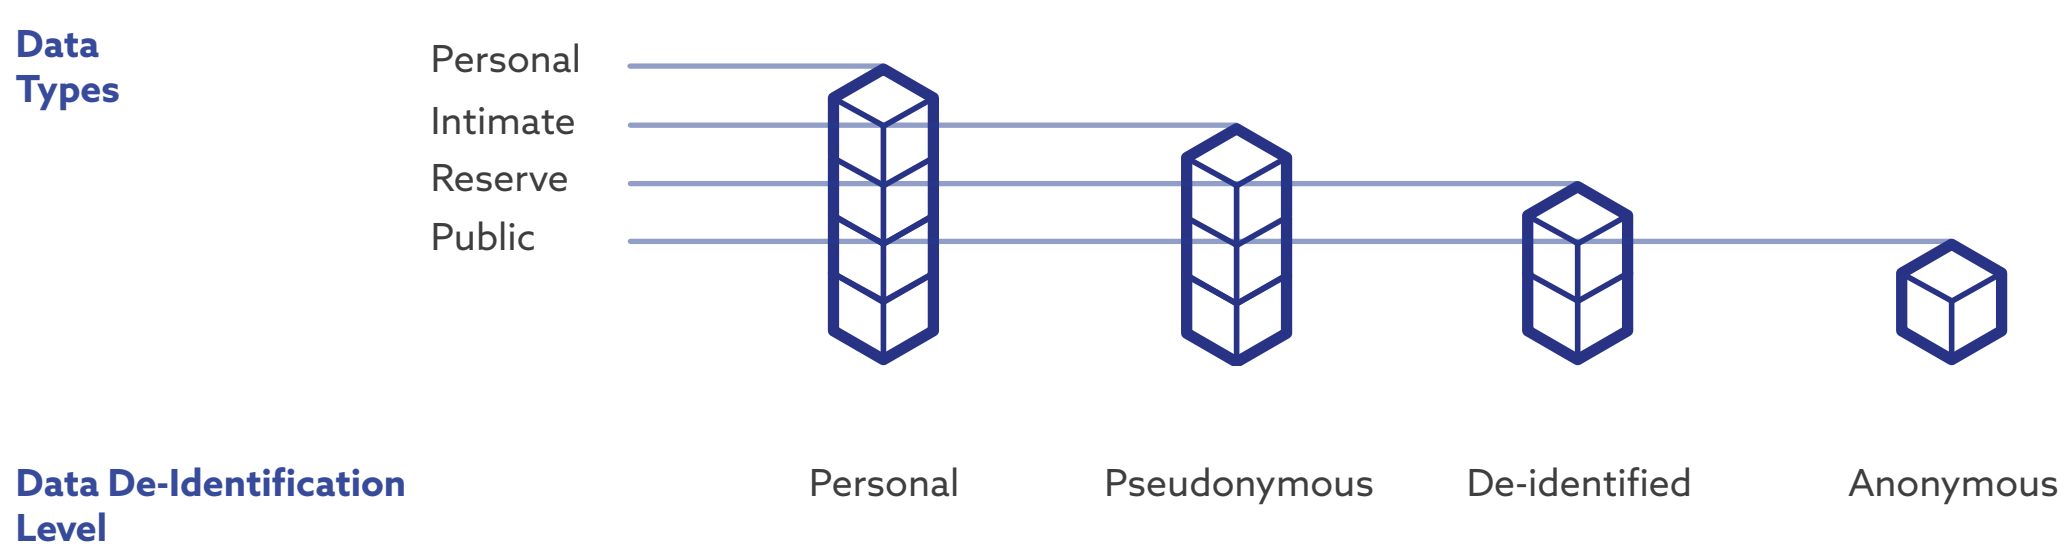 Data
Types
Personal
Intimate
Reserve
Public
Data De-Identification
Level
Personal
Pseudonymous
De-identified
Anonymous